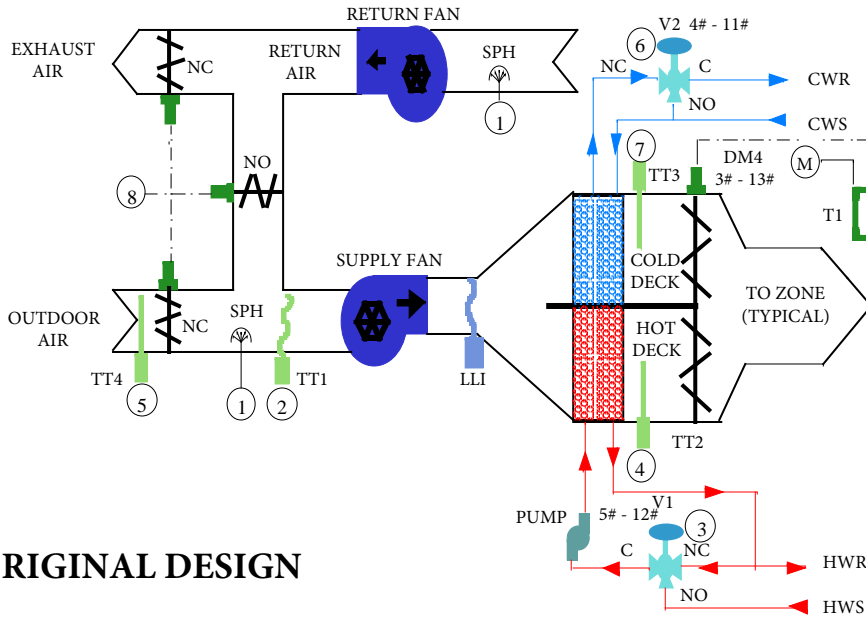 RETURN FAN
EXHAUST
AIR
NC
RETURN
AIR
SPH
1
6
V2
4# - 11#
NC
C
CWR
NO
CWS
7
TT3
DM4
3# - 13#
M
T1
8
NO
OUTDOOR
AIR
NC
SPH
TT4
5
1
2
TT1
SUPPLY FAN
LLI
COLD
DECK
HOT
DECK
TO ZONE
(TYPICAL)
TT2
4
V1
5# - 12#
PUMP
3
C
NC
HWR
NO
HWS
RIGINAL DESIGN